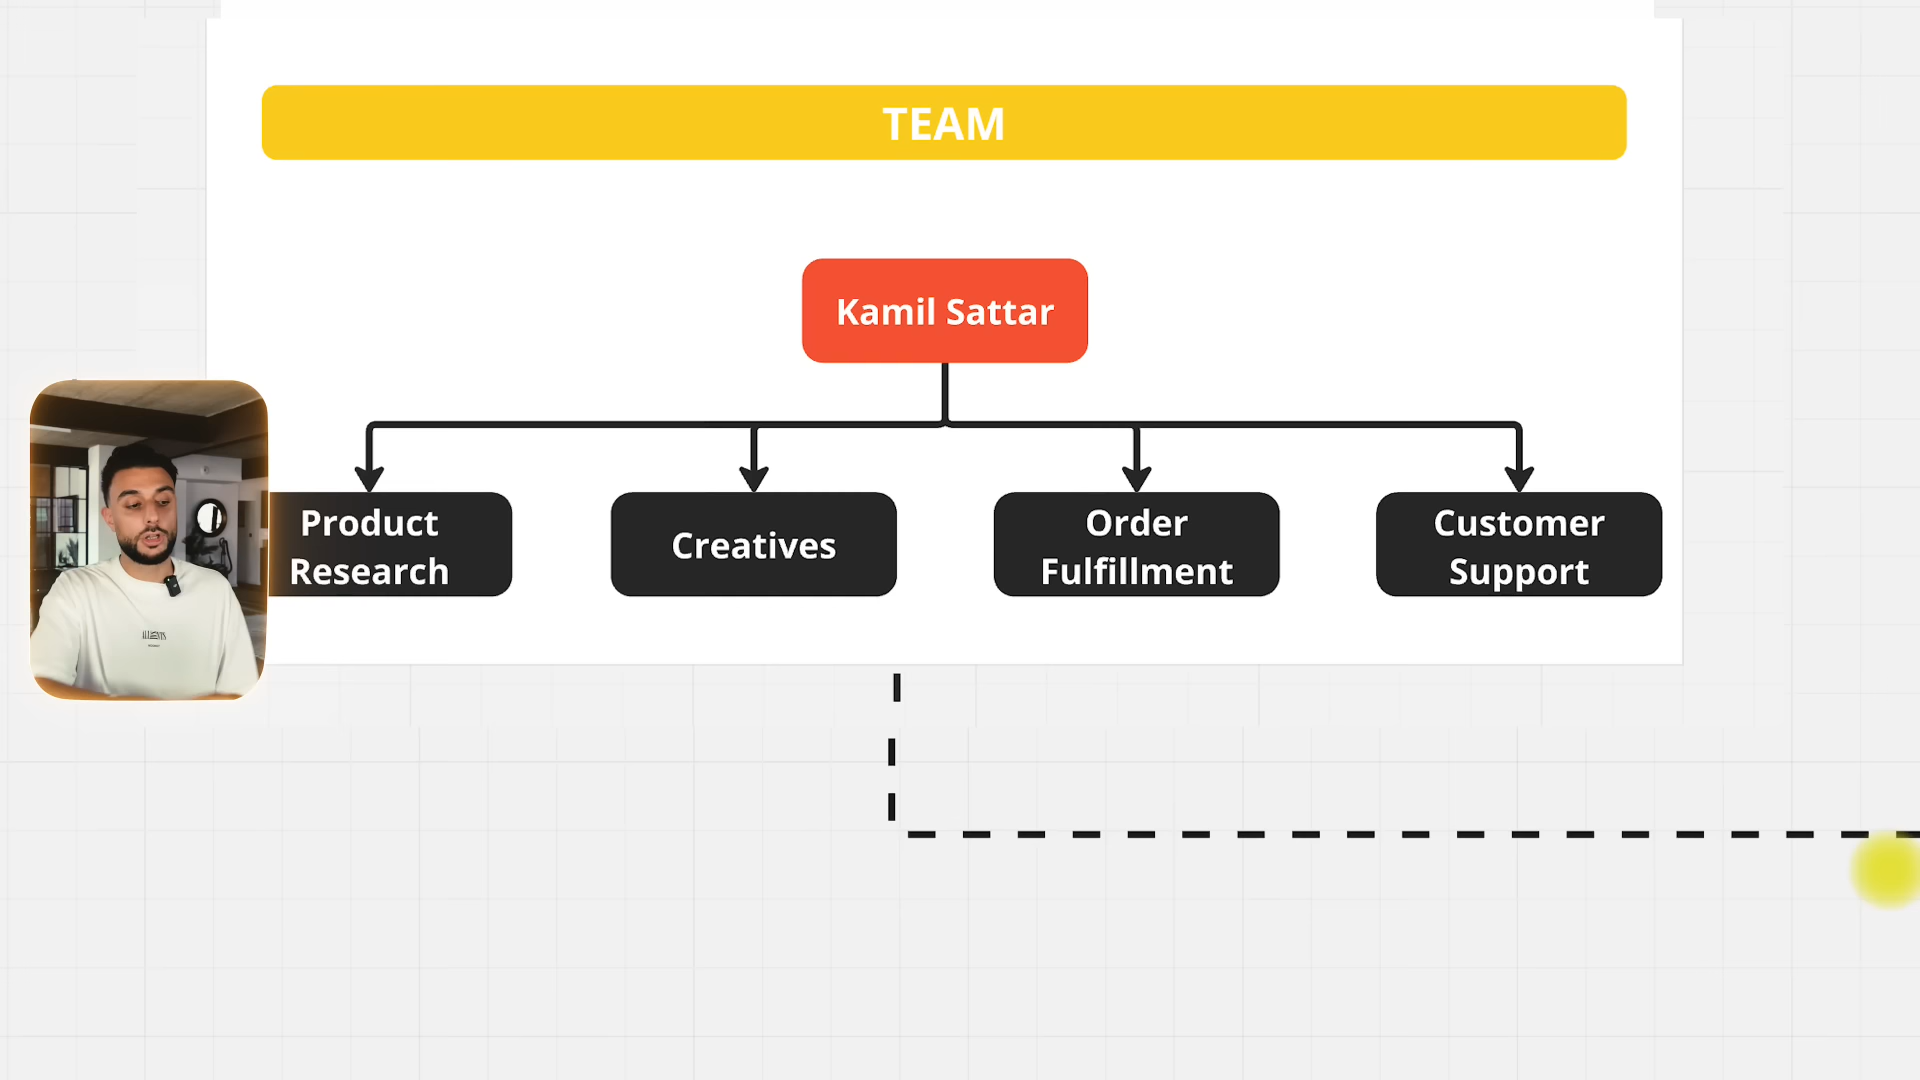 TEAM
Kamil Sattar
Product
Research
Creatives
Order
Fulfillment
Customer
Support